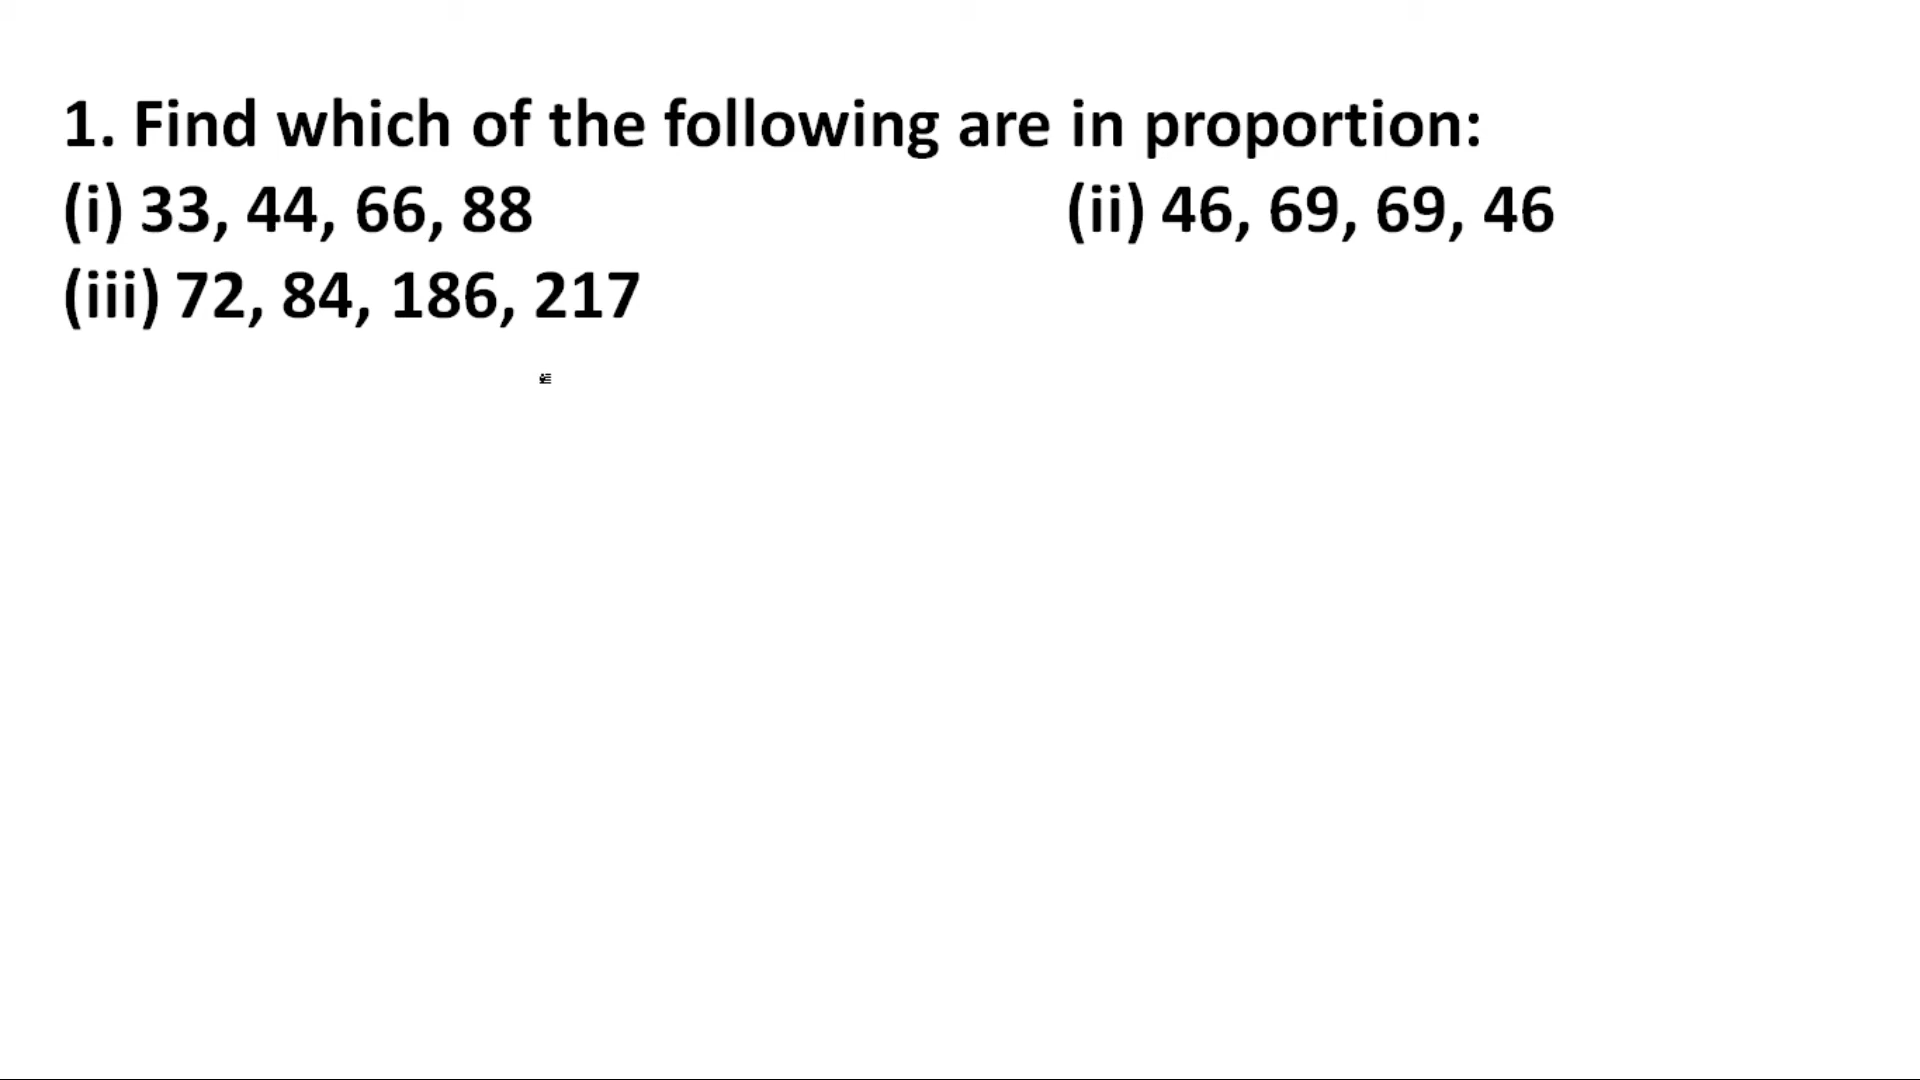 1. Find which of the following are in proportion:
(i) 33, 44, 66, 88 (ii) 46, 69, 69, 46
(iii) 72, 84, 186, 217